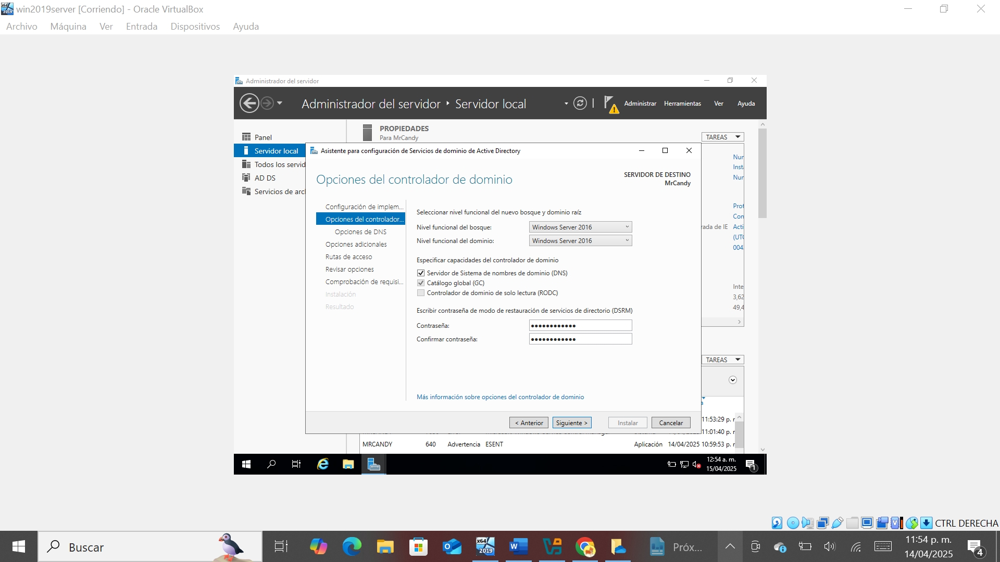 win2019server [Corriendo] - Oracle VirtualBox
Archivo Máquina Ver Entrada Dispositivos Ayuda
Administrador del servidor
Administrador del servidor ‣ Servidor local
Administrar Herramientas Ver Ayuda
Panel
Servidor local
Todos los servid
AD DS
Servicios de arc
PROPIEDADES
Para MrCandy
TAREAS
Asistente para configuración de Servicios de dominio de Active Directory
Opciones del controlador de dominio
SERVIDOR DE DESTINO
MrCandy
Configuración de implem...
Opciones del controlador...
Opciones de DNS
Opciones adicionales
Rutas de acceso
Revisar opciones
Comprobación de requisi...
Instalación
Resultado
Seleccionar nivel funcional del nuevo bosque y dominio raíz
Nivel funcional del bosque: Windows Server 2016
Nivel funcional del dominio: Windows Server 2016
Especificar capacidades del controlador de dominio
Servidor de Sistema de nombres de dominio (DNS)
Catálogo global (GC)
Controlador de dominio de solo lectura (RODC)
Escribir contraseña de modo de restauración de servicios de directorio (DSRM)
Contraseña: ●●●●●●●●●●●●
Confirmar contraseña: ●●●●●●●●●●●●
Más información sobre opciones del controlador de dominio
< Anterior Siguiente > Instalar Cancelar
Inst
Con
rada de IE Acti
(UTC
004
Inte
3,62
49,4
TAREAS
11:53:29 p. 
11:01:40 p. 
MRCANDY 640 Advertencia ESENT Aplicación 14/04/2025 10:59:53 p. 
12:54 a. m.
15/04/2025
1
CTRL DERECHA
Buscar
x64
2019
Próx...
11:54 p. m.
14/04/2025
4